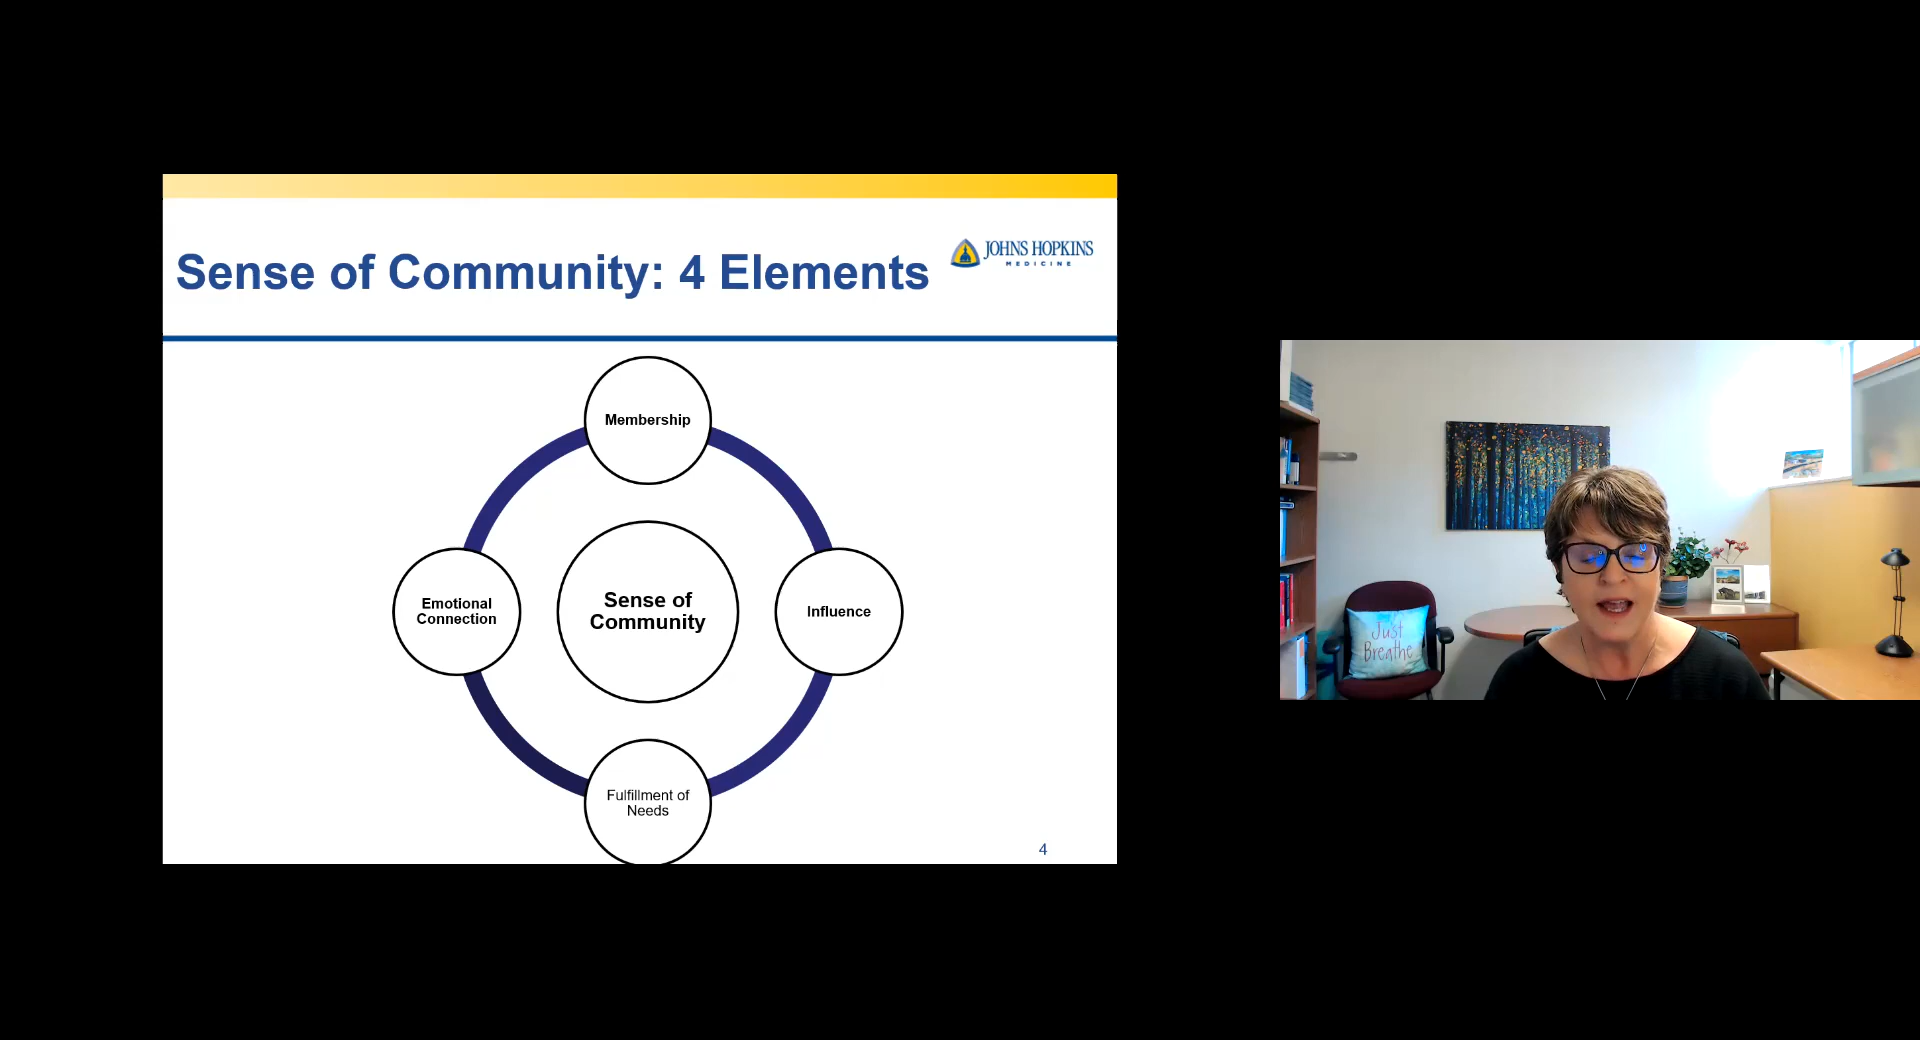 Sense of Community: 4 Elements
JOHNS HOPKINS
MEDICINE
Membership
Emotional
Connection
Sense of
Community
Influence
Fulfillment of
Needs
4
Just
Breathe